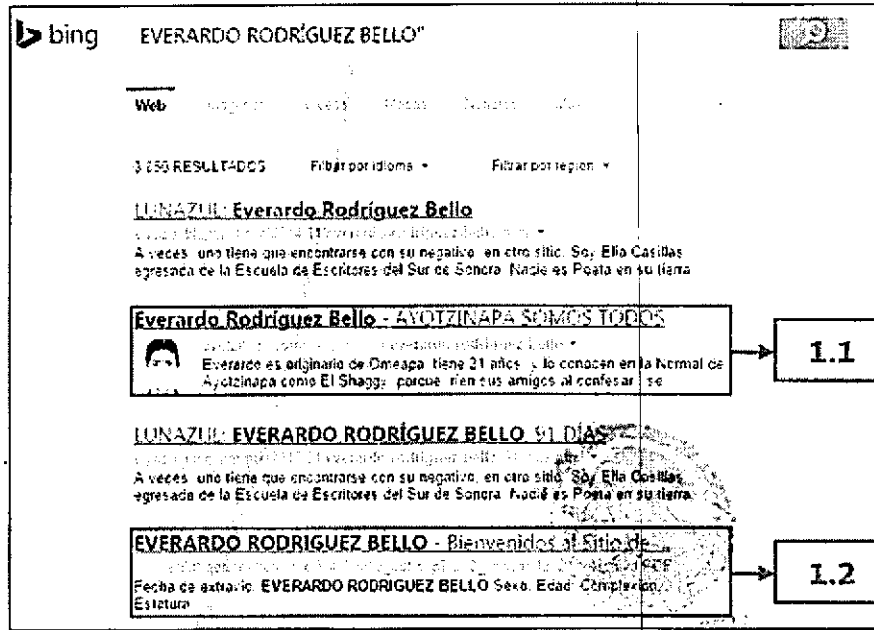 bing EVERARDO RODRÍGUEZ BELLO"
Web
RESULTADOS Filtrar por idioma Filtrar por región
LUNAZUL: Everardo Rodríguez Bello
A veces uno tiene que encontrarse con su negativo en otro sitio. Soy Elia Casillas
egresada de la Escuela de Escritores del Sur de Sonora. Nadie es Poeta en su tierra
Everardo Rodríguez Bello - AYOTZINAPA SOMOS TODOS
Everardo es originario de Omeapa, tiene 21 años y lo conocen en la Normal de
Ayotzinapa como El Shaggy porque ríen sus amigos al confesar se
1.1
LUNAZUL: EVERARDO RODRÍGUEZ BELLO 91 DÍAS
A veces uno tiene que encontrarse con su negativo en otro sitio. Soy Elia Casillas
egresada de la Escuela de Escritores del Sur de Sonora. Nadie es Poeta en su tierra
EVERARDO RODRIGUEZ BELLO - Bienvenidos al Sitio de ...
Fecha de extravío. EVERARDO RODRIGUEZ BELLO Sexo. Edad Complexión
Estatura
1.2